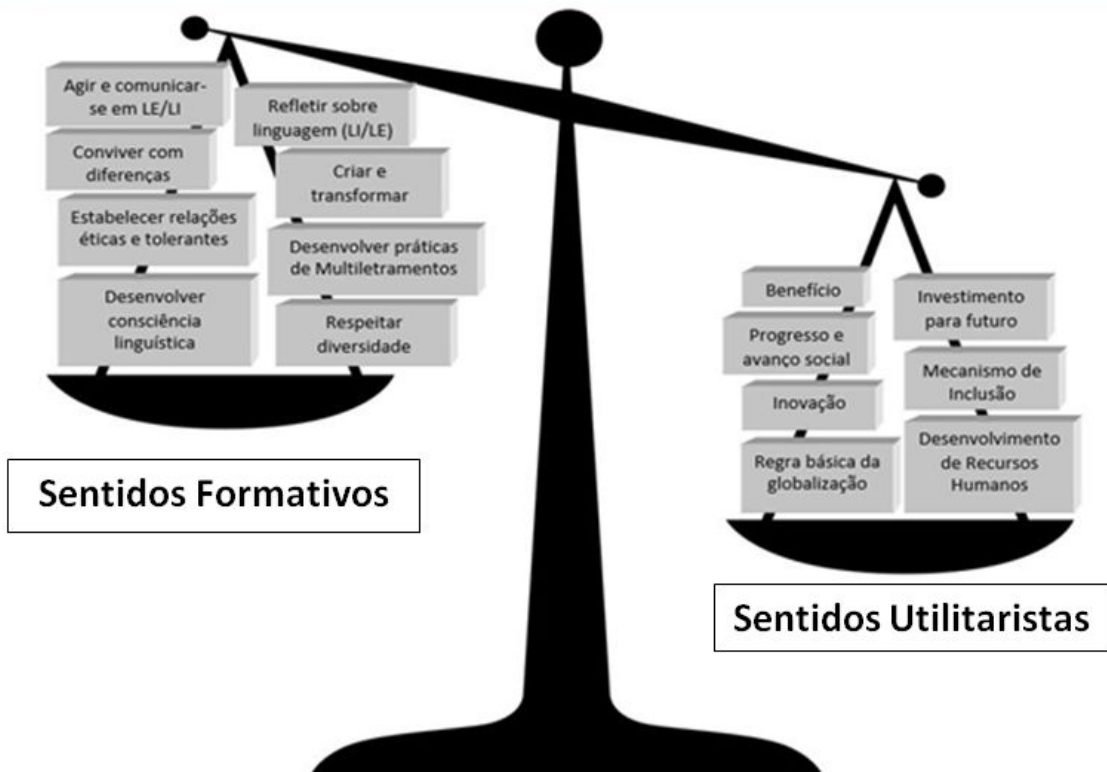 Agir e comunicar-
se em LE/LI
Refletir sobre
linguagem (LI/LE)
Conviver com
diferenças
Criar e
transformar
Estabelecer relações
éticas e tolerantes
Desenvolver práticas
de Multiletramentos
Desenvolver
consciência
linguística
Respeitar
diversidade
Sentidos Formativos
Benefício
Investimento
para futuro
Progresso e
avanço social
Mecanismo de
Inclusão
Inovação
Desenvolvimento
de Recursos
Humanos
Regra básica da
globalização
Sentidos Utilitaristas